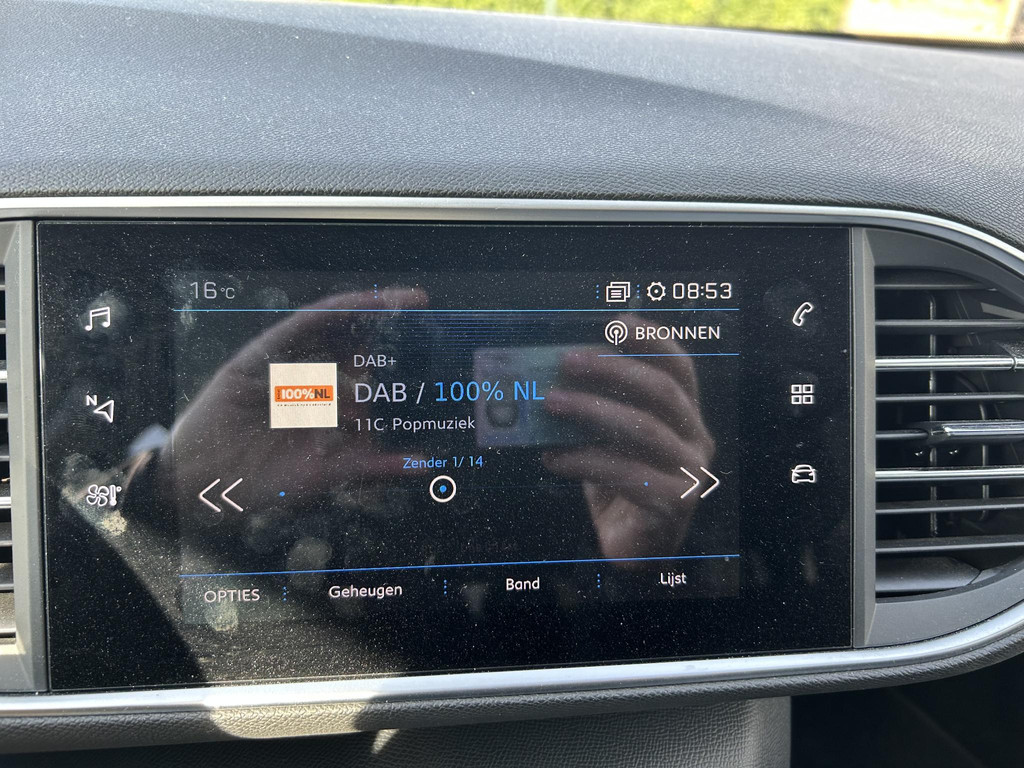 16°C
08:53
BRONNEN
DAB+
100%NL
DAB / 100% NL
11C Popmuziek
Zender 1/ 14
N
OPTIES
Geheugen
Band
Lijst